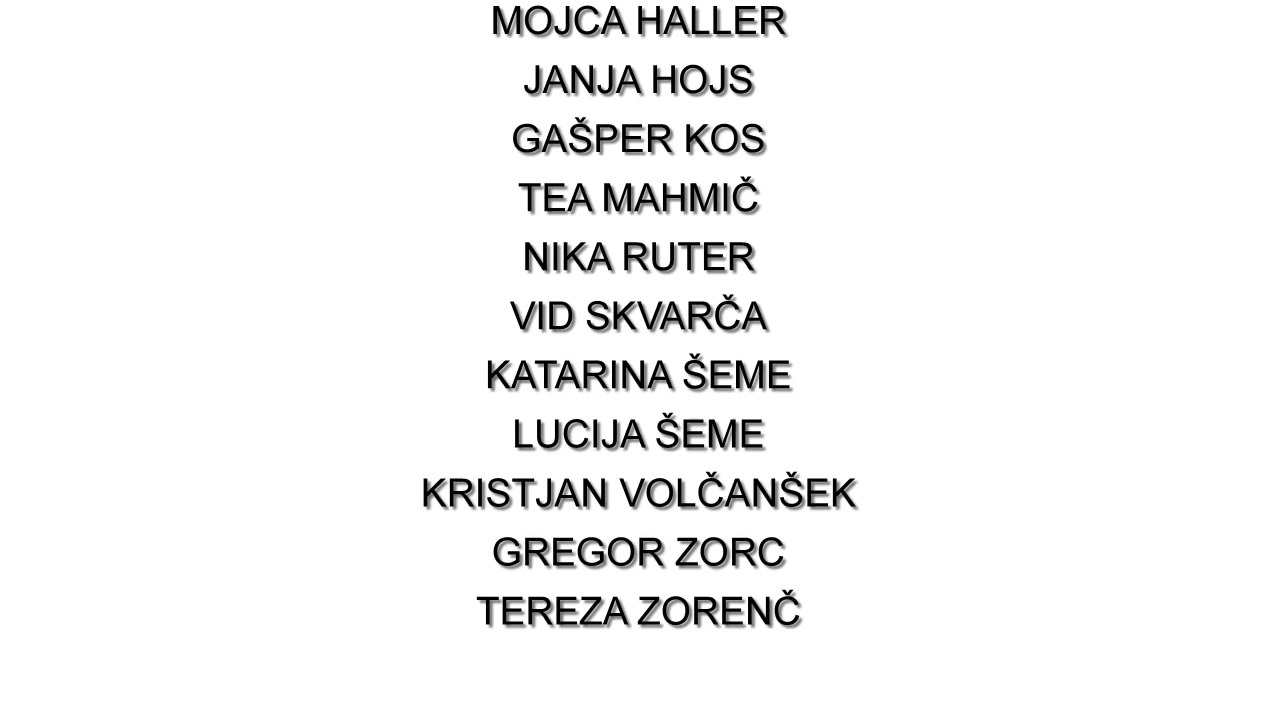 MOJCA HALLER
JANJA HOJS
GAŠPER KOS
TEA MAHMIČ
NIKA RUTER
VID SKVARČA
KATARINA ŠEME
LUCIJA ŠEME
KRISTJAN VOLČANŠEK
GREGOR ZORC
TEREZA ZORENČ